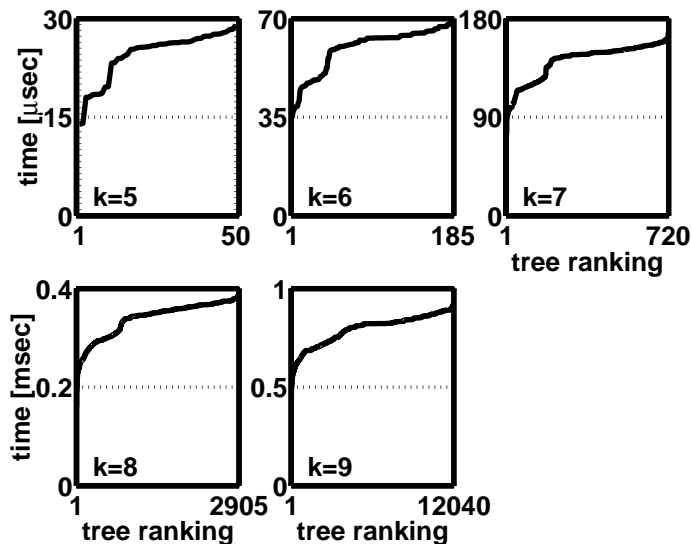 30
15
0
time [μsec]
k=5
1
50
70
35
0
k=6
1
185
180
90
0
k=7
1
720
tree ranking
0.4
0.2
0
time [msec]
k=8
1
2905
tree ranking
1
0.5
0
k=9
1
12040
tree ranking